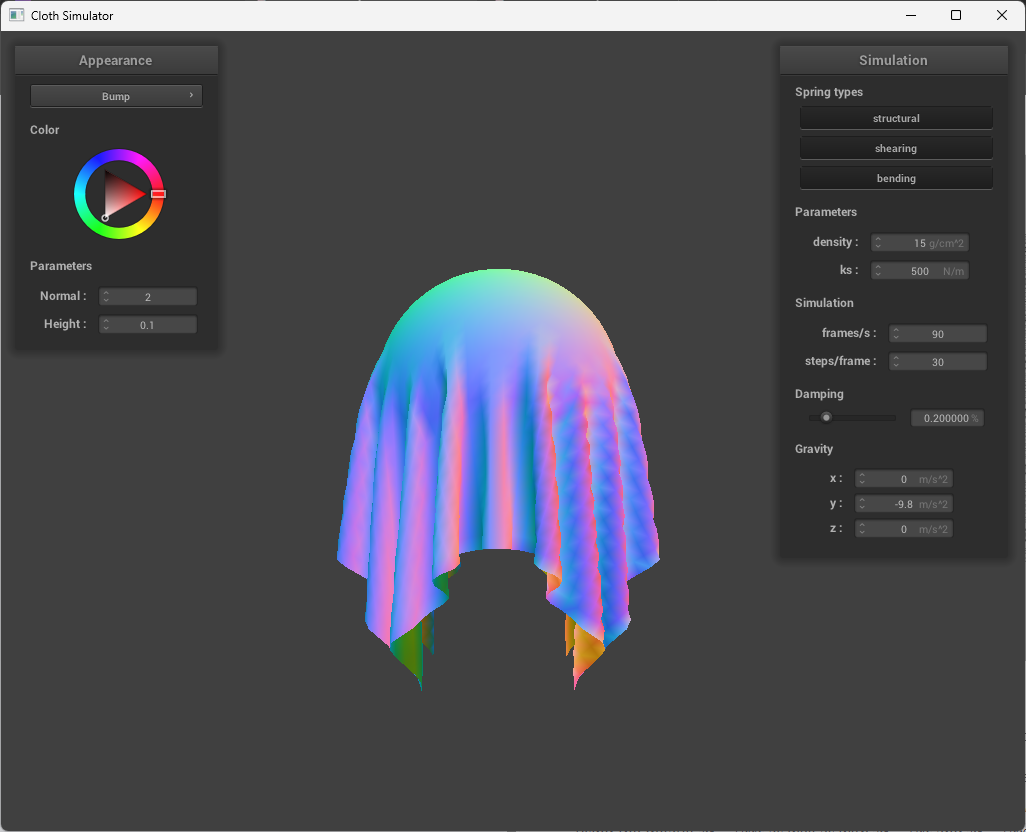 Cloth Simulator
Appearance
Bump
Color
Parameters
Normal : 2
Height : 0.1
Simulation
Spring types
structural
shearing
bending
Parameters
density : 15 g/cm^2
ks : 500 N/m
Simulation
frames/s : 90
steps/frame : 30
Damping
0.200000 %
Gravity
x : 0 m/s^2
y : -9.8 m/s^2
z : 0 m/s^2